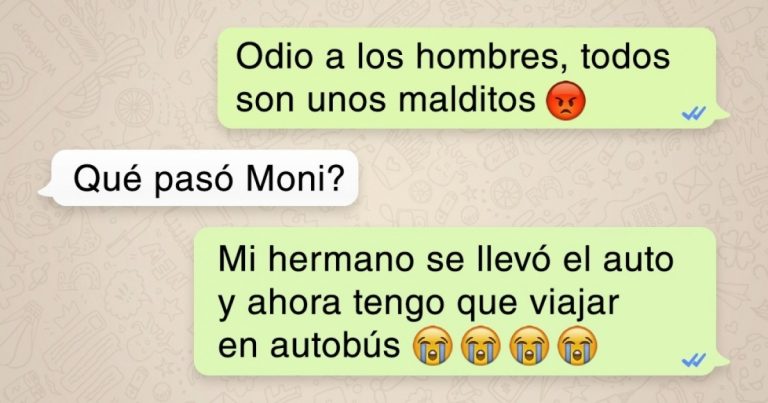 Odio a los hombres, todos
son unos malditos 😡
Qué pasó Moni?
Mi hermano se llevó el auto
y ahora tengo que viajar
en autobús 😭😭😭😭